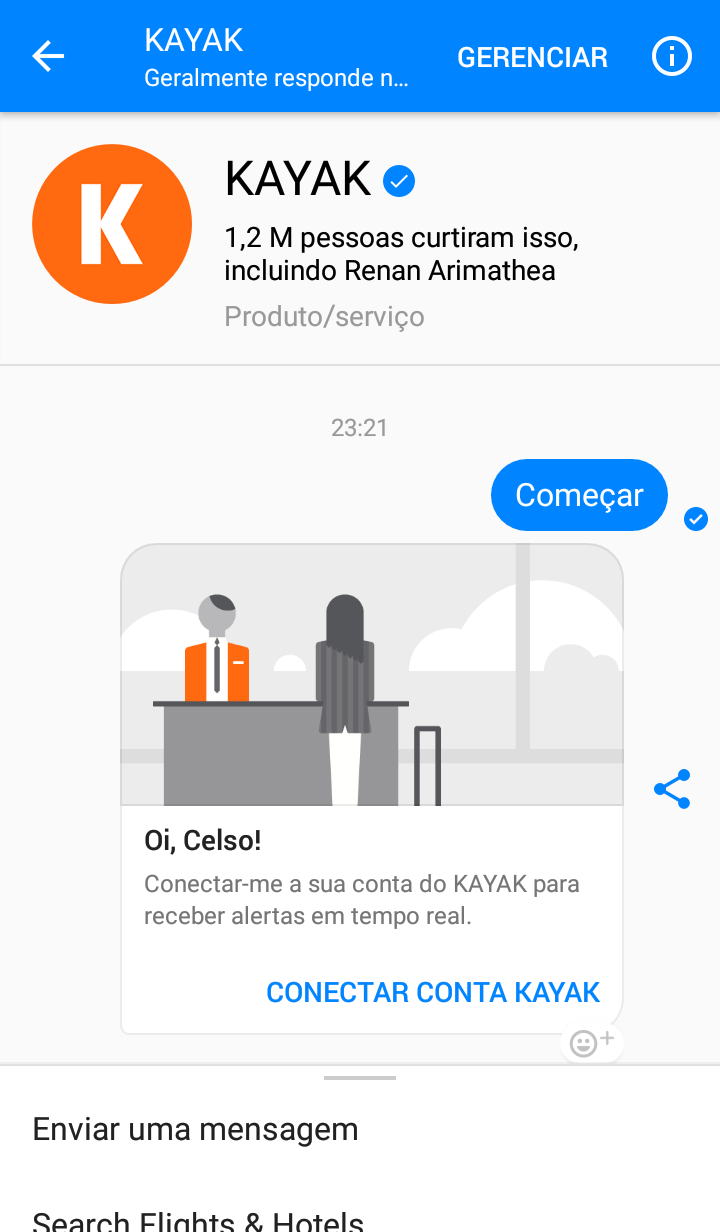 KAYAK
Geralmente responde n...
GERENCIAR
K
KAYAK
1,2 M pessoas curtiram isso,
incluindo Renan Arimathea
Produto/serviço
23:21
Começar
Oi, Celso!
Conectar-me a sua conta do KAYAK para
receber alertas em tempo real.
CONECTAR CONTA KAYAK
Enviar uma mensagem
Search Flights & Hotels